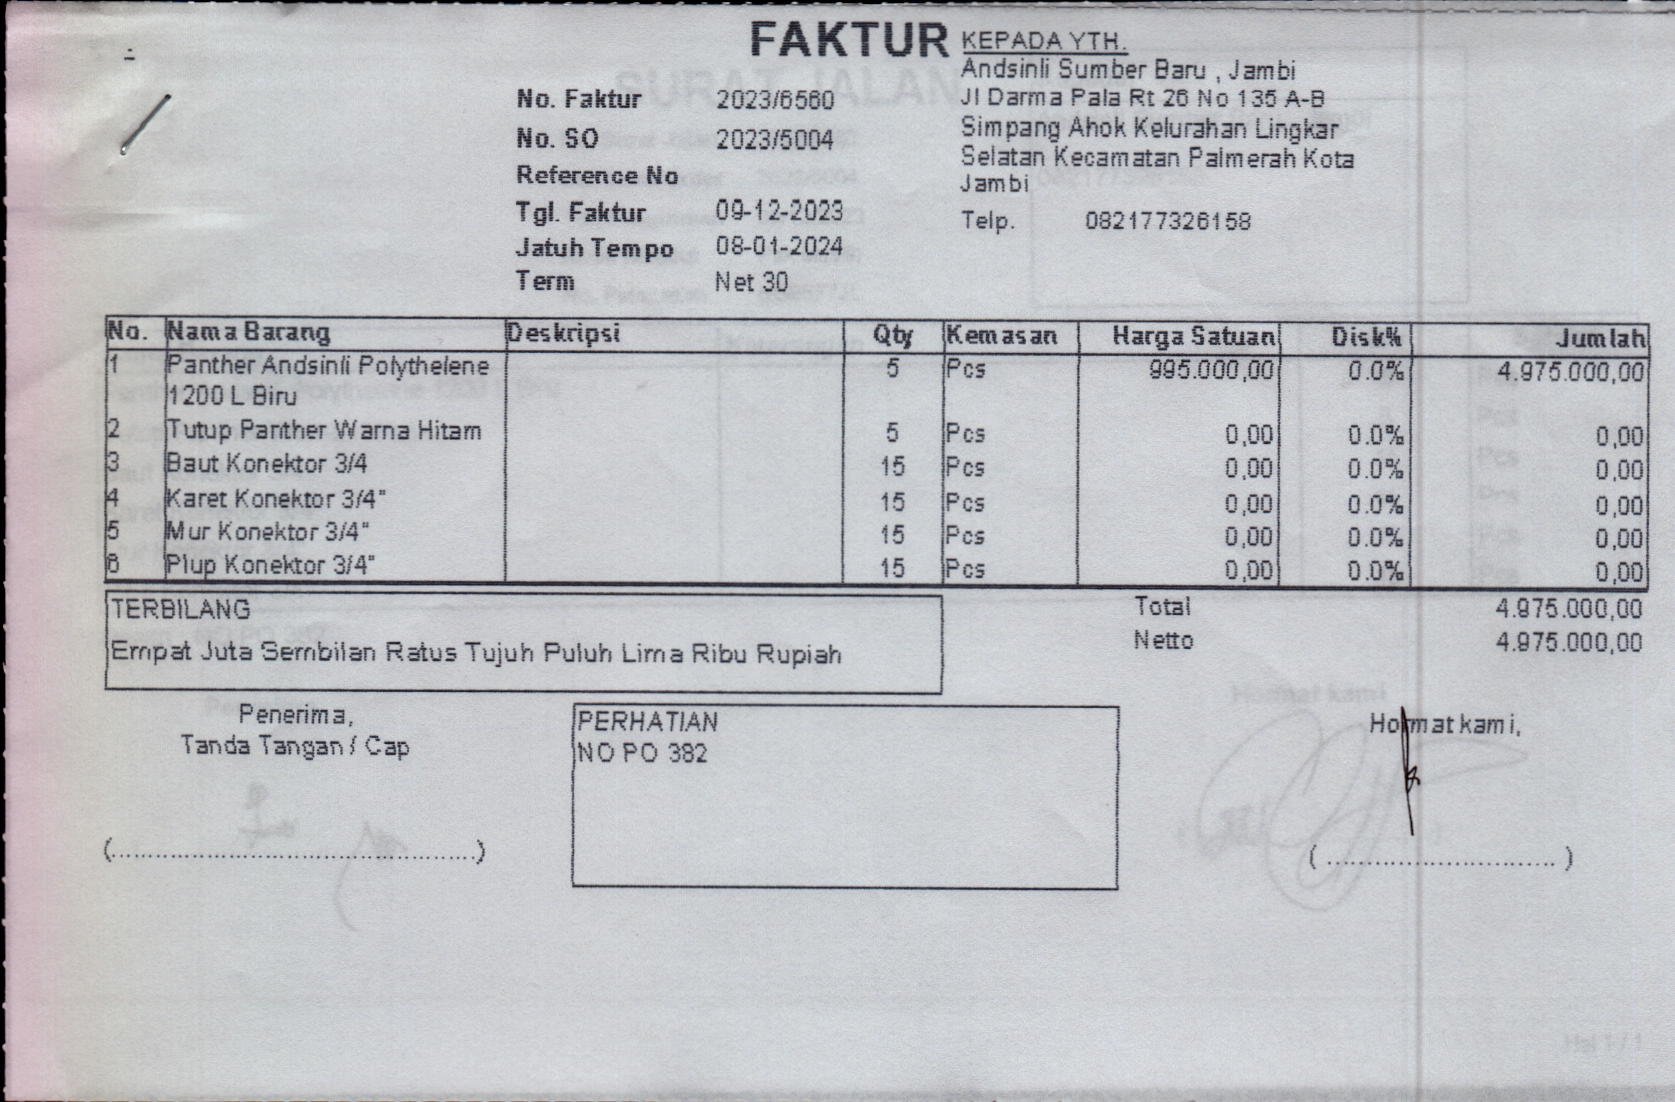 FAKTUR
No. Faktur 2023/6560
No. SO 2023/5004
Reference No
Tgl. Faktur 09-12-2023
Jatuh Tempo 08-01-2024
Term Net 30
KEPADA YTH.
Andsinli Sumber Baru , Jambi
Jl Darma Pala Rt 26 No 135 A-B
Simpang Ahok Kelurahan Lingkar
Selatan Kecamatan Palmerah Kota
Jambi
Telp. 082177326158
No. Nama Barang Deskripsi Qty Kemasan Harga Satuan Disk% Jumlah
1 Panther Andsinli Polythelene 5 Pcs 995.000,00 0.0% 4.975.000,00
1200 L Biru
2 Tutup Panther Warna Hitam 5 Pcs 0,00 0.0% 0,00
3 Baut Konektor 3/4 15 Pcs 0,00 0.0% 0,00
4 Karet Konektor 3/4" 15 Pcs 0,00 0.0% 0,00
5 Mur Konektor 3/4" 15 Pcs 0,00 0.0% 0,00
6 Plup Konektor 3/4" 15 Pcs 0,00 0.0% 0,00
TERBILANG
Empat Juta Sembilan Ratus Tujuh Puluh Lima Ribu Rupiah
Total 4.975.000,00
Netto 4.975.000,00
Penerima,
Tanda Tangan / Cap
PERHATIAN
NO PO 382
Hormat kami,